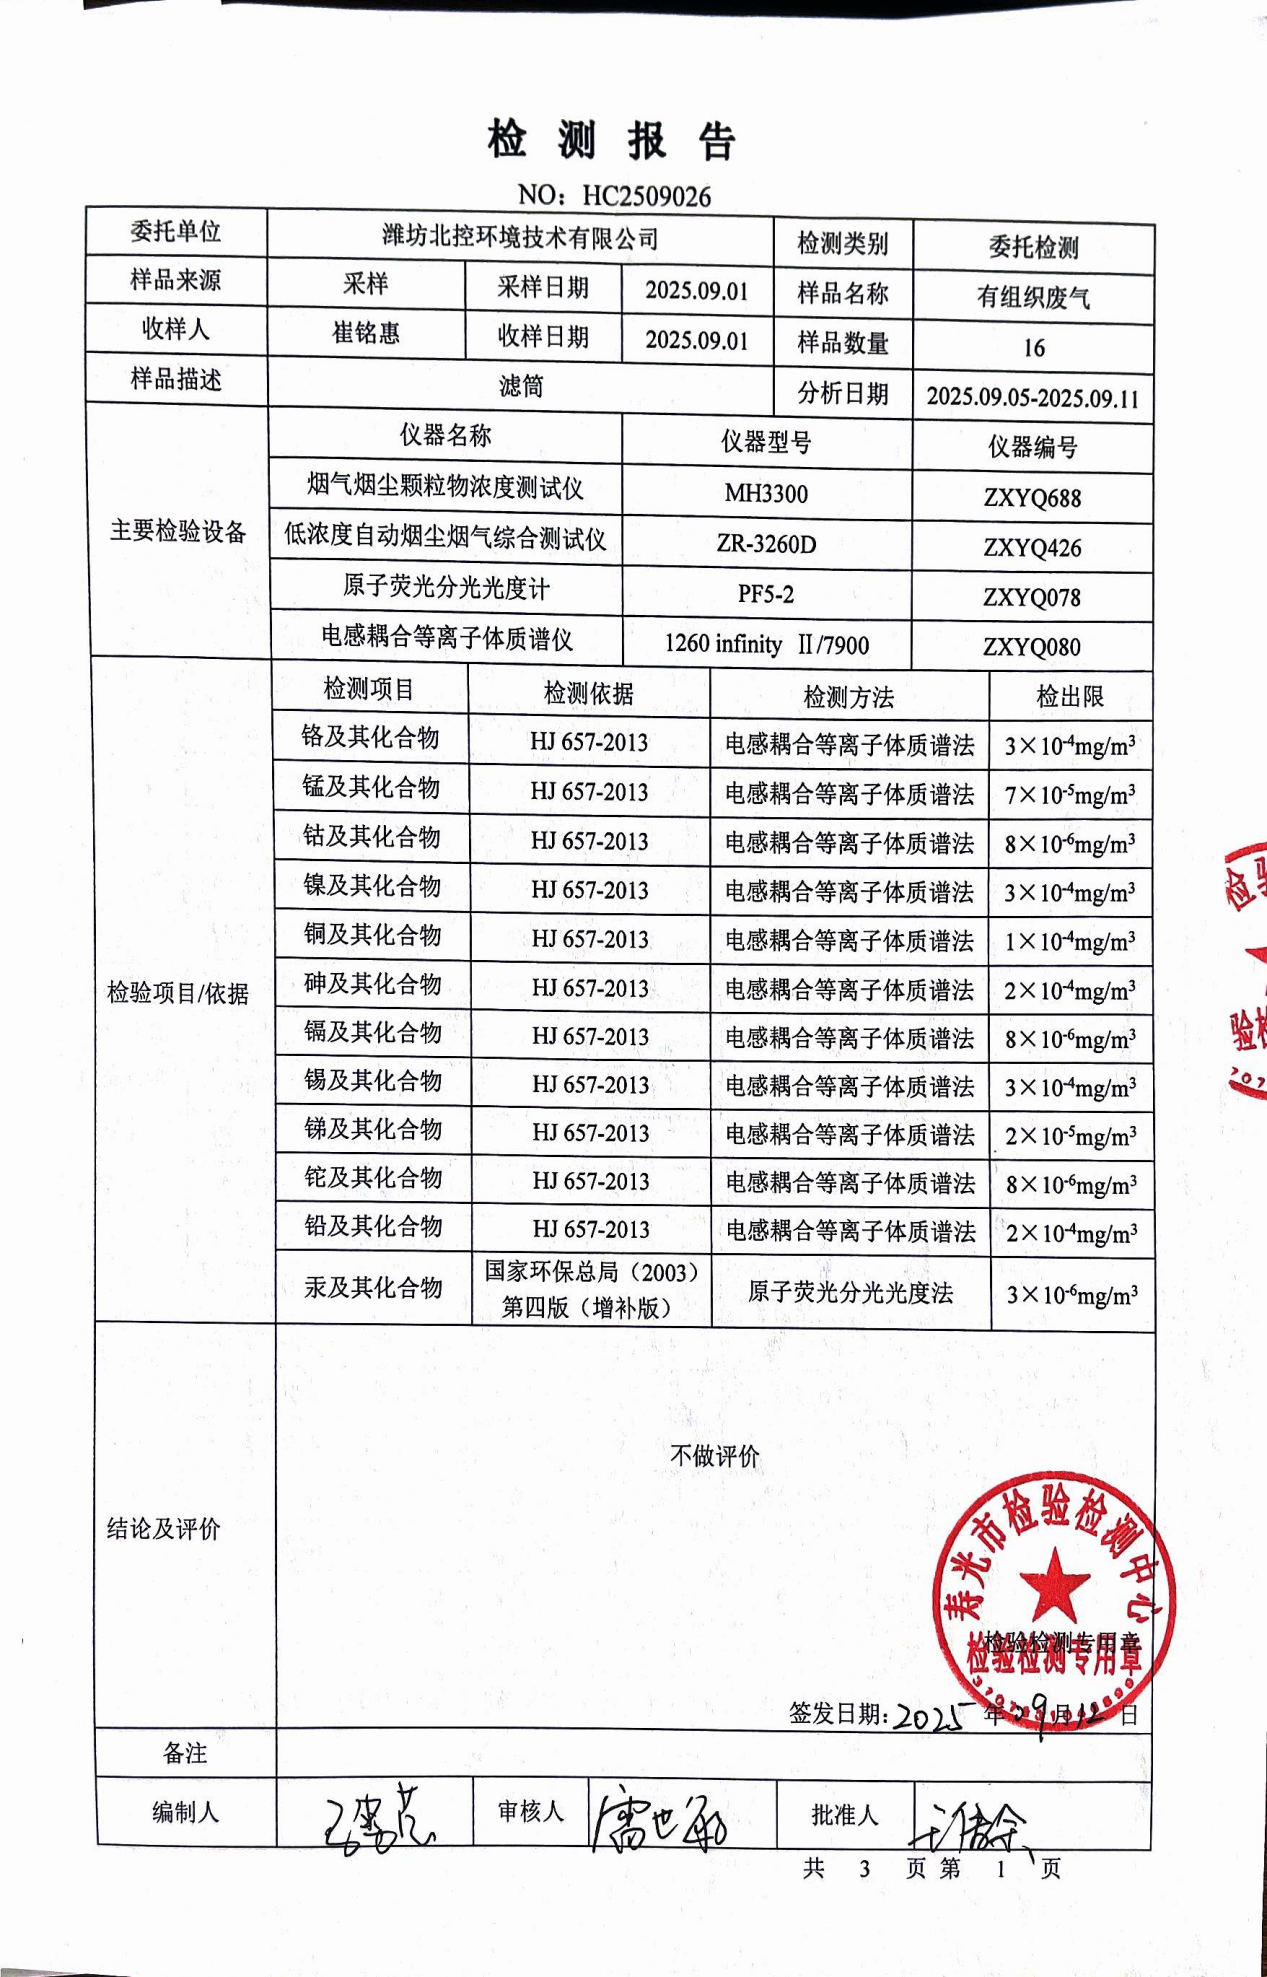 检测报告
NO：HC2509026
委托单位 潍坊北控环境技术有限公司 检测类别 委托检测
样品来源 采样 采样日期 2025.09.01 样品名称 有组织废气
收样人 崔铭惠 收样日期 2025.09.01 样品数量 16
样品描述 滤筒 分析日期 2025.09.05-2025.09.11
主要检验设备
仪器名称 仪器型号 仪器编号
烟气烟尘颗粒物浓度测试仪 MH3300 ZXYQ688
低浓度自动烟尘烟气综合测试仪 ZR-3260D ZXYQ426
原子荧光分光光度计 PF5-2 ZXYQ078
电感耦合等离子体质谱仪 1260 infinity Ⅱ/7900 ZXYQ080
检验项目/依据
检测项目 检测依据 检测方法 检出限
铬及其化合物 HJ 657-2013 电感耦合等离子体质谱法 3×10⁻⁴mg/m³
锰及其化合物 HJ 657-2013 电感耦合等离子体质谱法 7×10⁻⁵mg/m³
钴及其化合物 HJ 657-2013 电感耦合等离子体质谱法 8×10⁻⁶mg/m³
镍及其化合物 HJ 657-2013 电感耦合等离子体质谱法 3×10⁻⁴mg/m³
铜及其化合物 HJ 657-2013 电感耦合等离子体质谱法 1×10⁻⁴mg/m³
砷及其化合物 HJ 657-2013 电感耦合等离子体质谱法 2×10⁻⁴mg/m³
镉及其化合物 HJ 657-2013 电感耦合等离子体质谱法 8×10⁻⁶mg/m³
锡及其化合物 HJ 657-2013 电感耦合等离子体质谱法 3×10⁻⁴mg/m³
锑及其化合物 HJ 657-2013 电感耦合等离子体质谱法 2×10⁻⁵mg/m³
铊及其化合物 HJ 657-2013 电感耦合等离子体质谱法 8×10⁻⁶mg/m³
铅及其化合物 HJ 657-2013 电感耦合等离子体质谱法 2×10⁻⁴mg/m³
汞及其化合物 国家环保总局（2003）第四版（增补版） 原子荧光分光光度法 3×10⁻⁶mg/m³
结论及评价
不做评价
寿光市检验检测中心
检验检测专用章
检验检测专用章
签发日期:2025年09月12日
备注
编制人 审核人 批准人
共 3 页 第 1 页